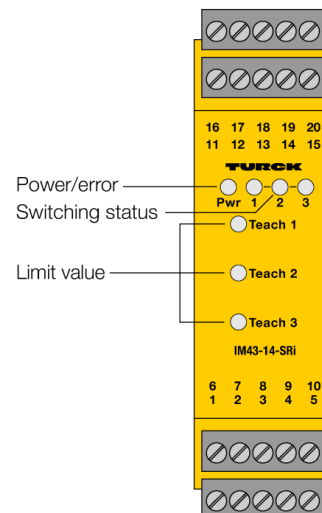 16 17 18 19 20
11 12 13 14 15
TURCK
Power/error
Pwr 1 2 3
Switching status
Teach 1
Limit value
Teach 2
Teach 3
IM43-14-SRi
6 7 8 9 10
1 2 3 4 5